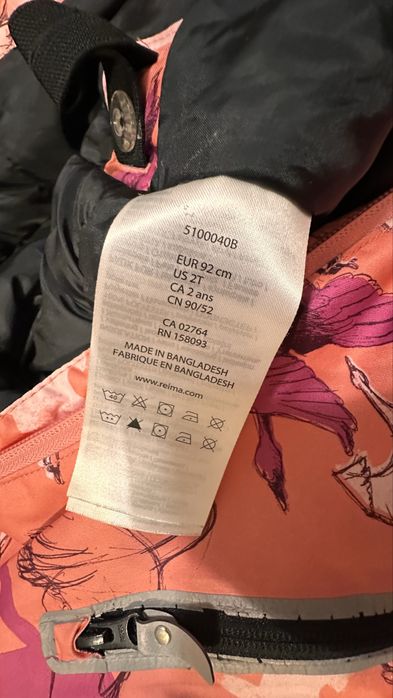 5100040B
EUR 92 cm
US 2T
CA 2 ans
CN 90/52
CA 02764
RN 158093
MADE IN BANGLADESH
FABRIQUE EN BANGLADESH
www.reima.com
40